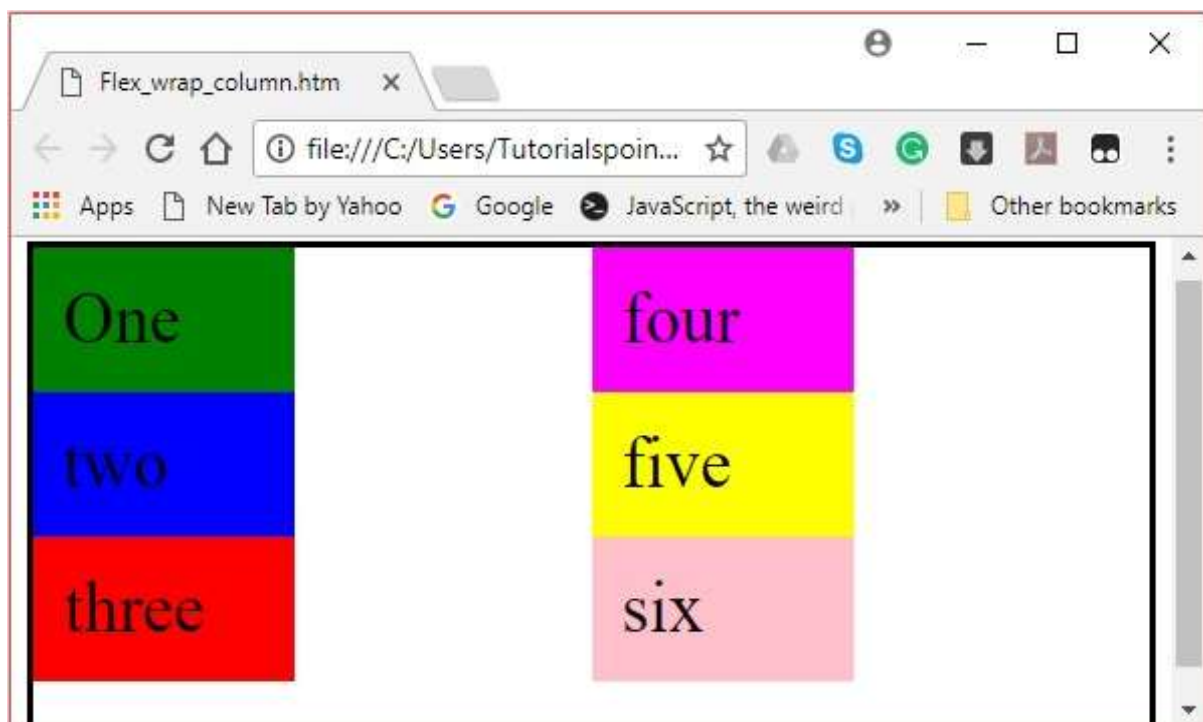 Flex_wrap_column.htm
file:///C:/Users/Tutorialspoin...
Apps New Tab by Yahoo G Google JavaScript, the weird » Other bookmarks
One four
two five
three six